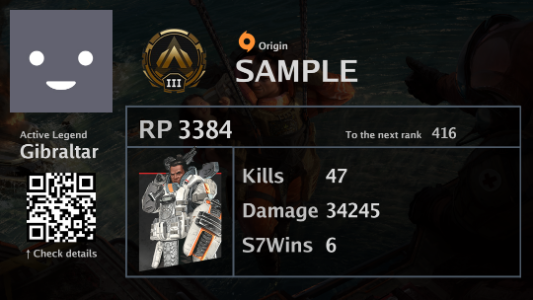 III
Origin
SAMPLE
RP 3384
To the next rank 416
Active Legend
Gibraltar
Kills 47
Damage 34245
S7Wins 6
↑Check details